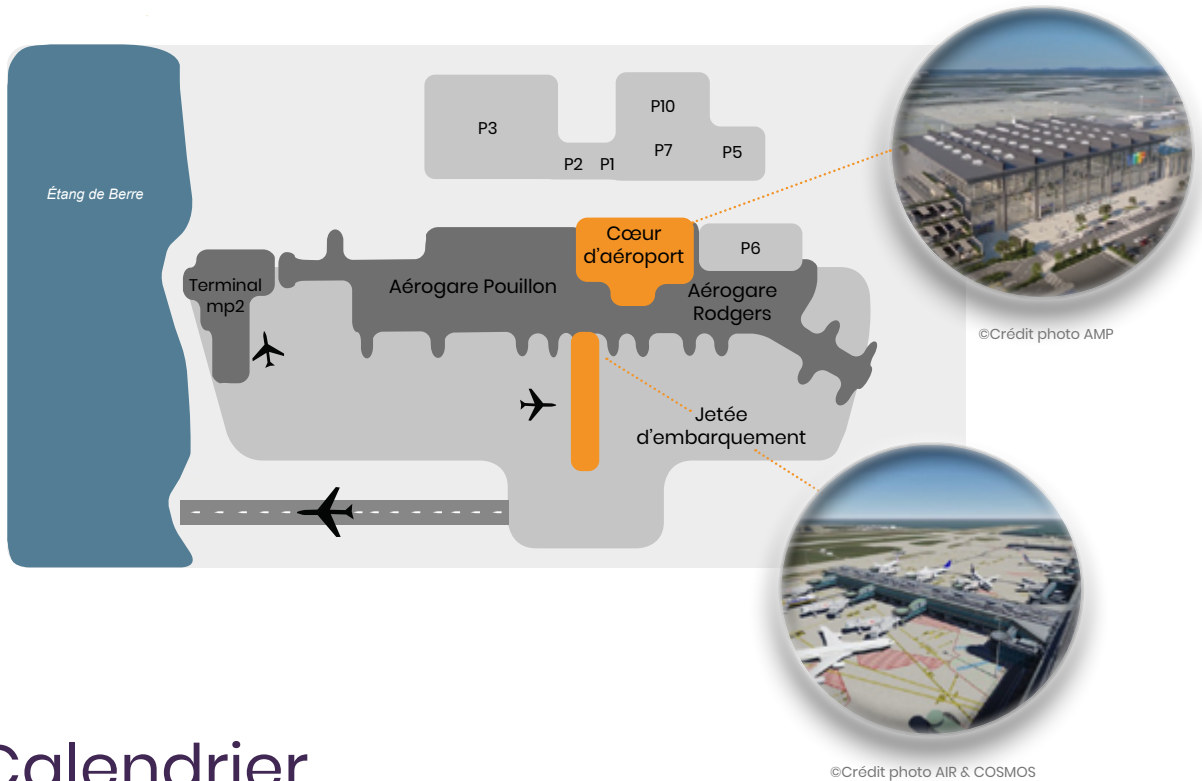 P10
P3
P7
P5
P2
P1
Étang de Berre
Cœur
d'aéroport
P6
Terminal
mp2
Aérogare Pouillon
Aérogare
Rodgers
©Crédit photo AMP
Jetée
d'embarquement
©Crédit photo AIR & COSMOS
Calendrier